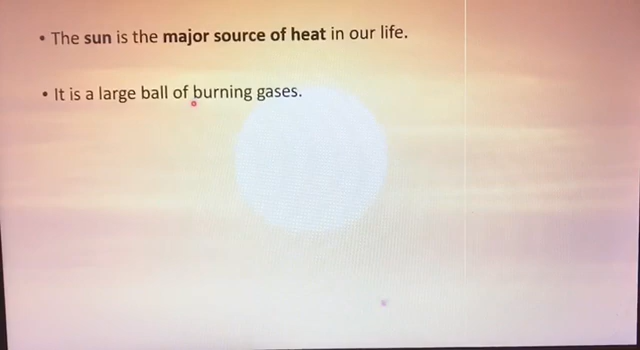 • The sun is the major source of heat in our life.
• It is a large ball of burning gases.